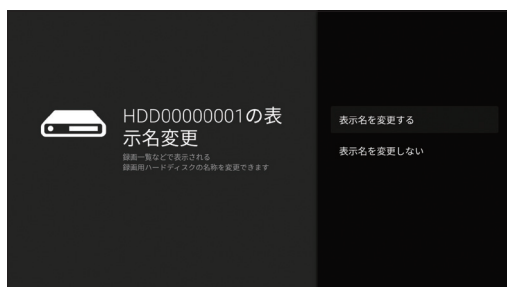 HDD00000001の表
示名変更
録画一覧などで表示される
録画用ハードディスクの名称を変更できます
表示名を変更する
表示名を変更しない